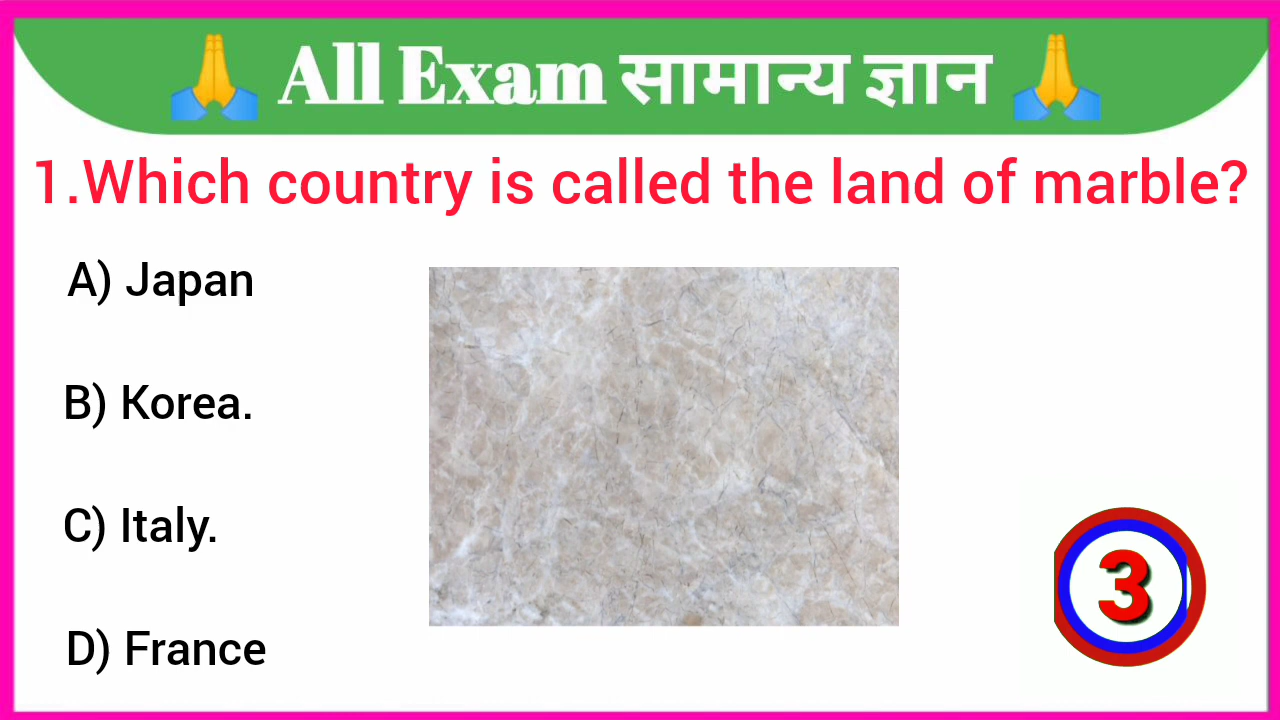 All Exam सामान्य ज्ञान
1.Which country is called the land of marble?
A) Japan
B) Korea.
C) Italy.
D) France
3